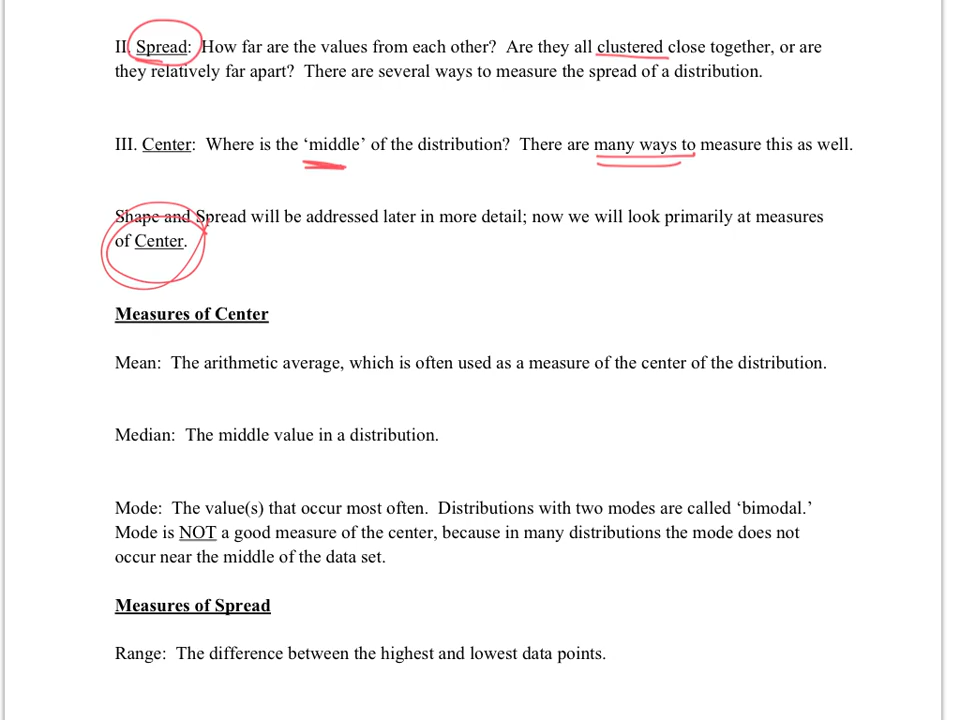 II. Spread: How far are the values from each other? Are they all clustered close together, or are
they relatively far apart? There are several ways to measure the spread of a distribution.
III. Center: Where is the ‘middle’ of the distribution? There are many ways to measure this as well.
Shape and Spread will be addressed later in more detail; now we will look primarily at measures
of Center.
Measures of Center
Mean: The arithmetic average, which is often used as a measure of the center of the distribution.
Median: The middle value in a distribution.
Mode: The value(s) that occur most often. Distributions with two modes are called ‘bimodal.’
Mode is NOT a good measure of the center, because in many distributions the mode does not
occur near the middle of the data set.
Measures of Spread
Range: The difference between the highest and lowest data points.